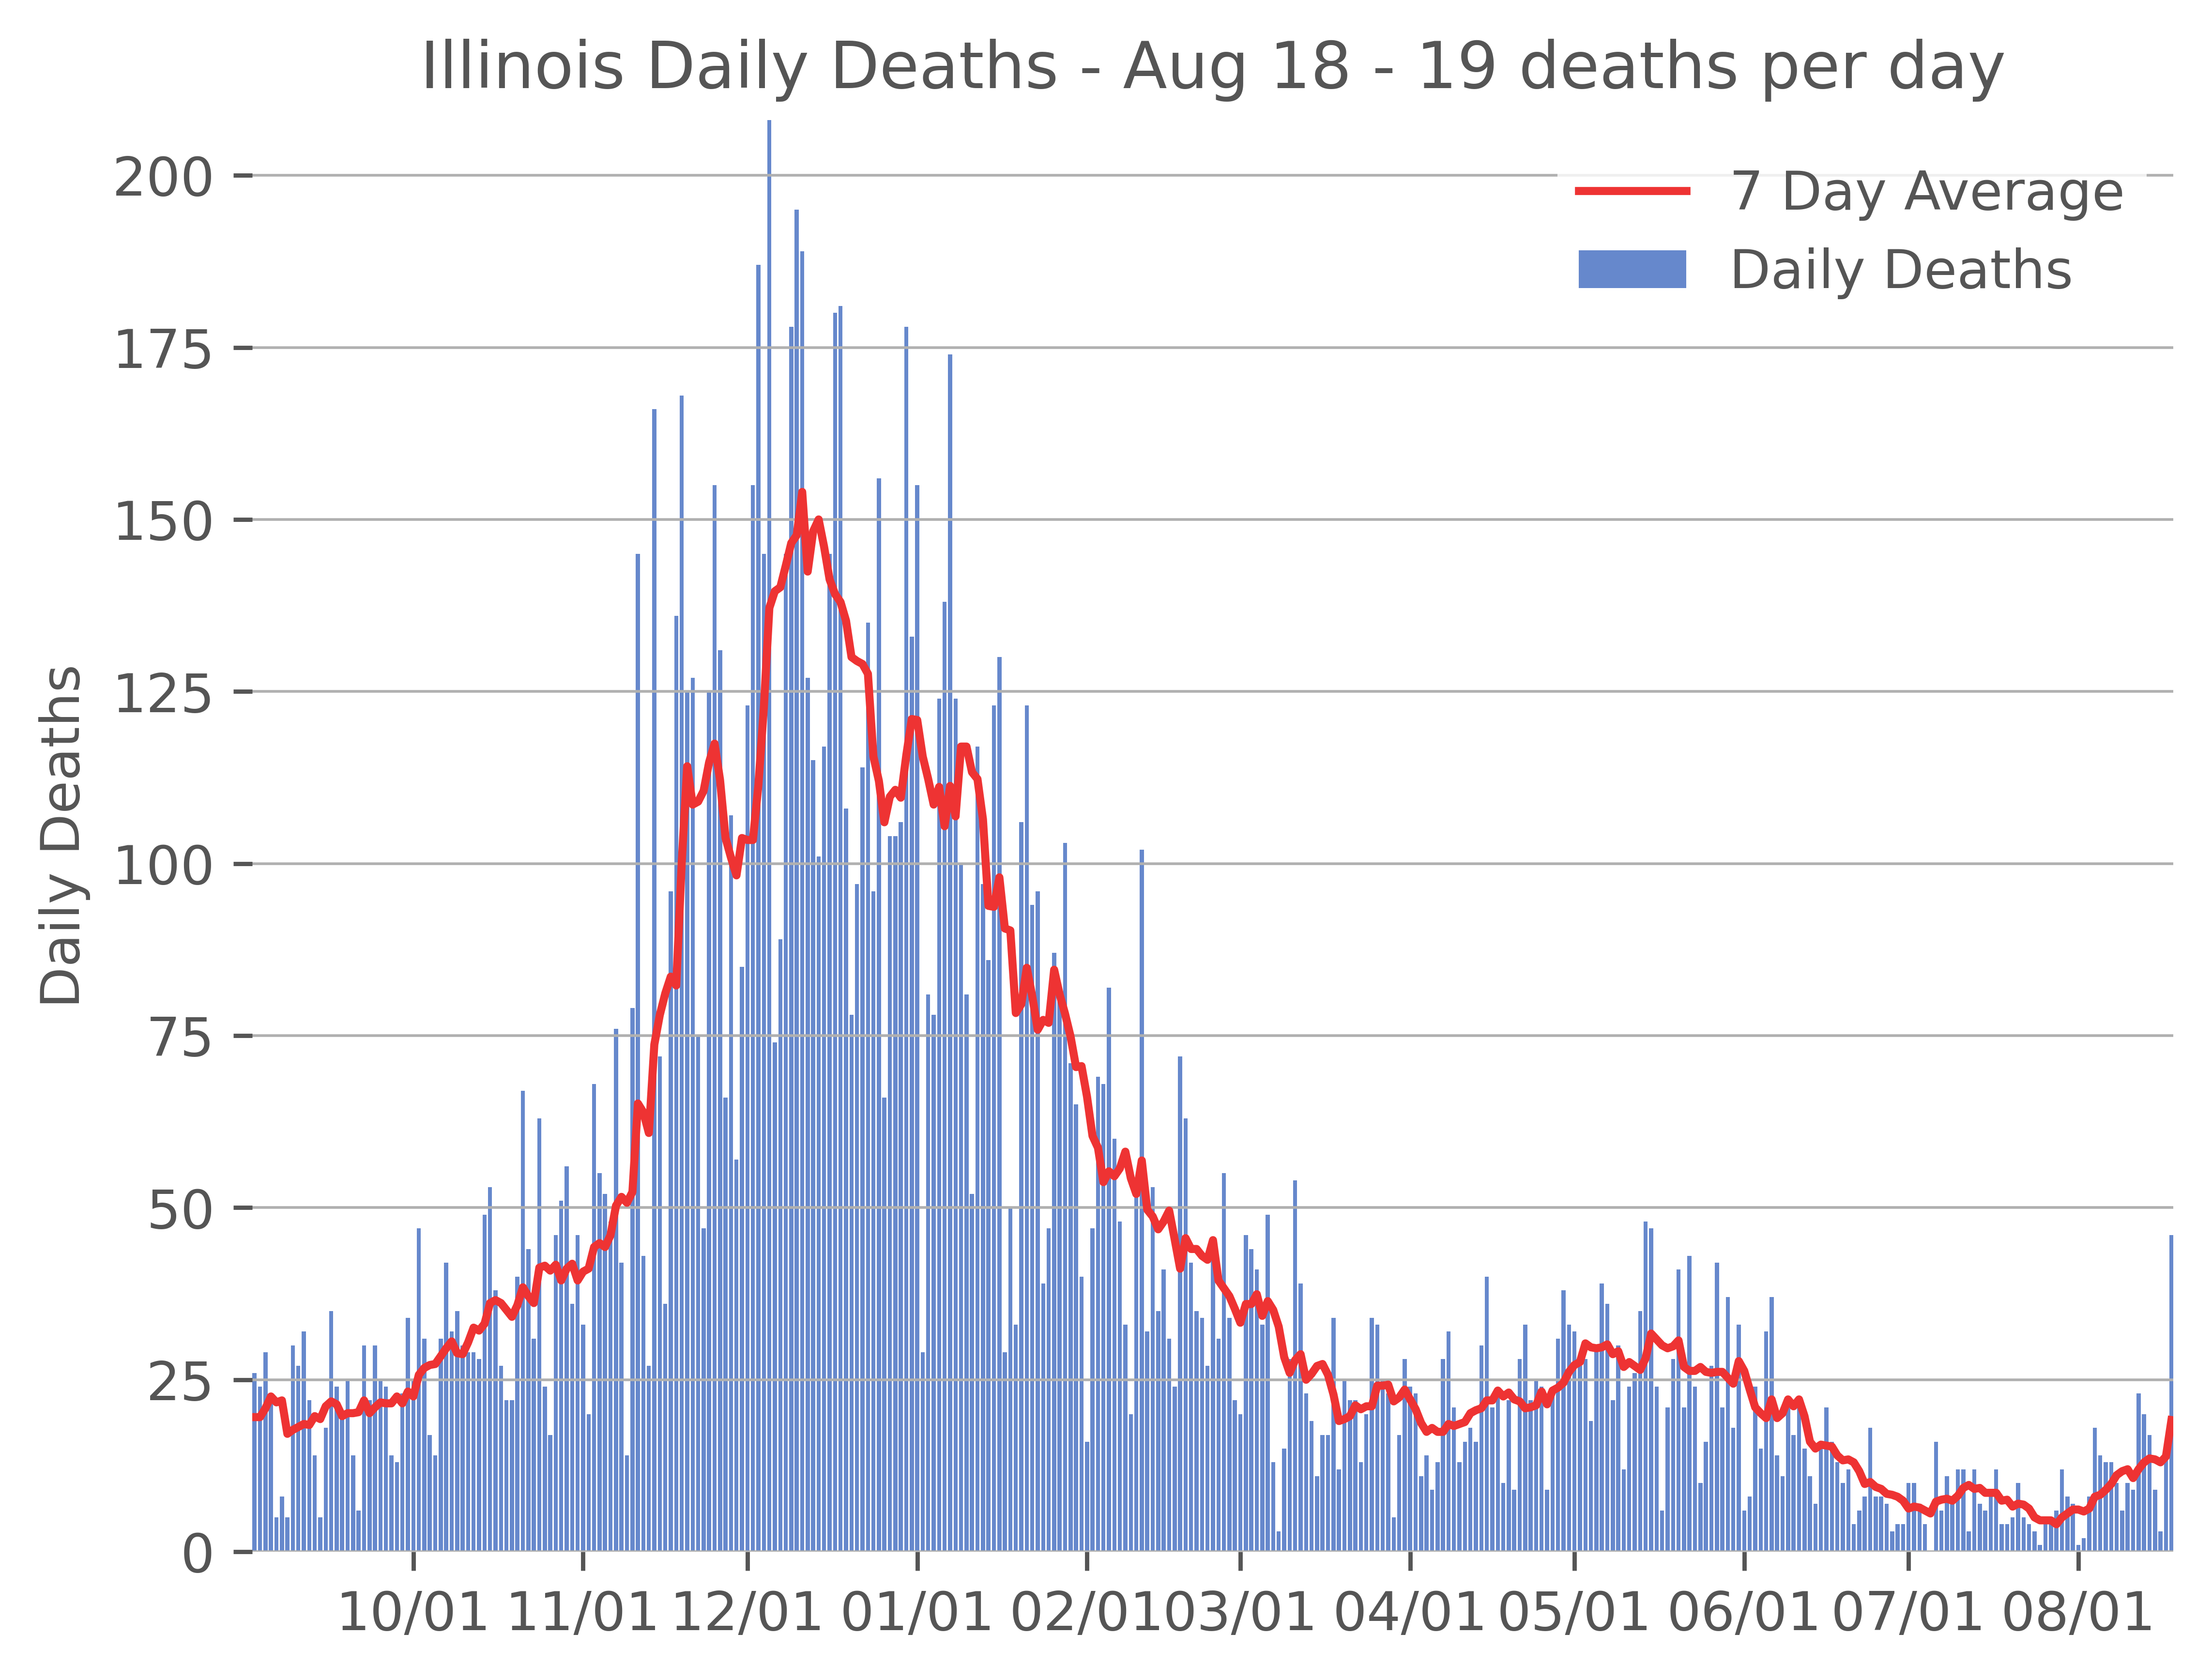 Illinois Daily Deaths - Aug 18 - 19 deaths per day
7 Day Average
Daily Deaths
Daily Deaths
200
175
150
125
100
75
50
25
0
10/01 11/01 12/01 01/01 02/01 03/01 04/01 05/01 06/01 07/01 08/01